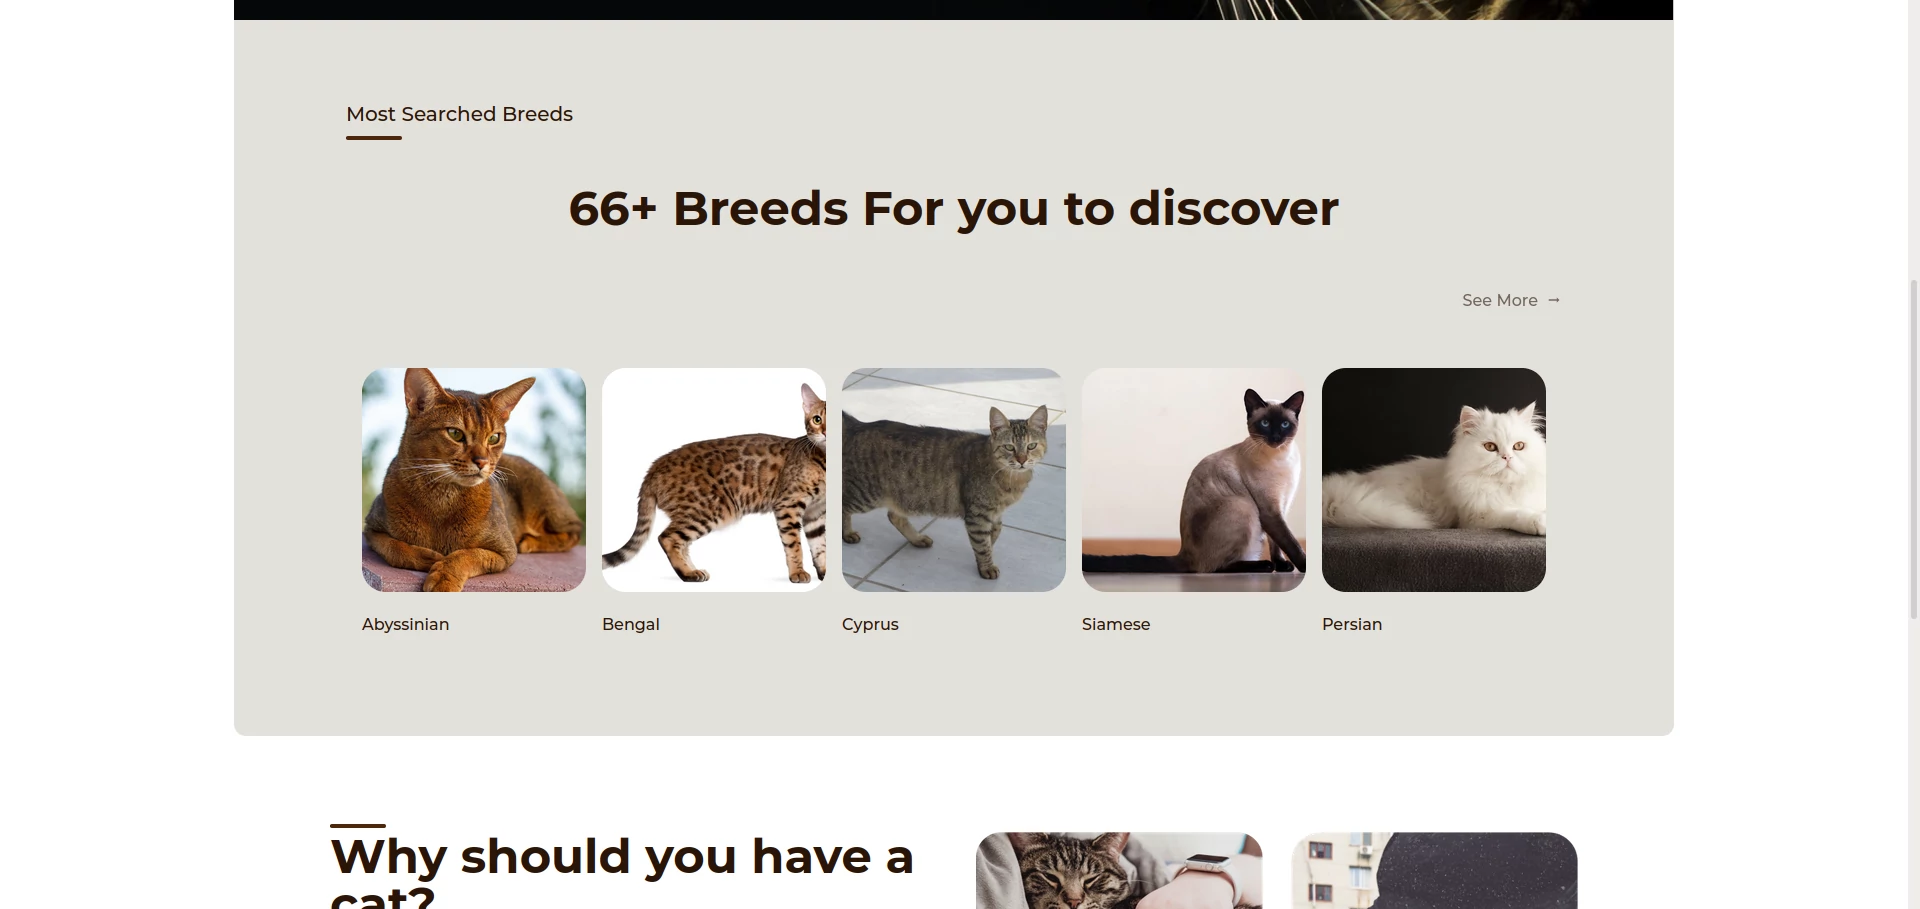 Most Searched Breeds
66+ Breeds For you to discover
See More →
Abyssinian
Bengal
Cyprus
Siamese
Persian
Why should you have a
cat?